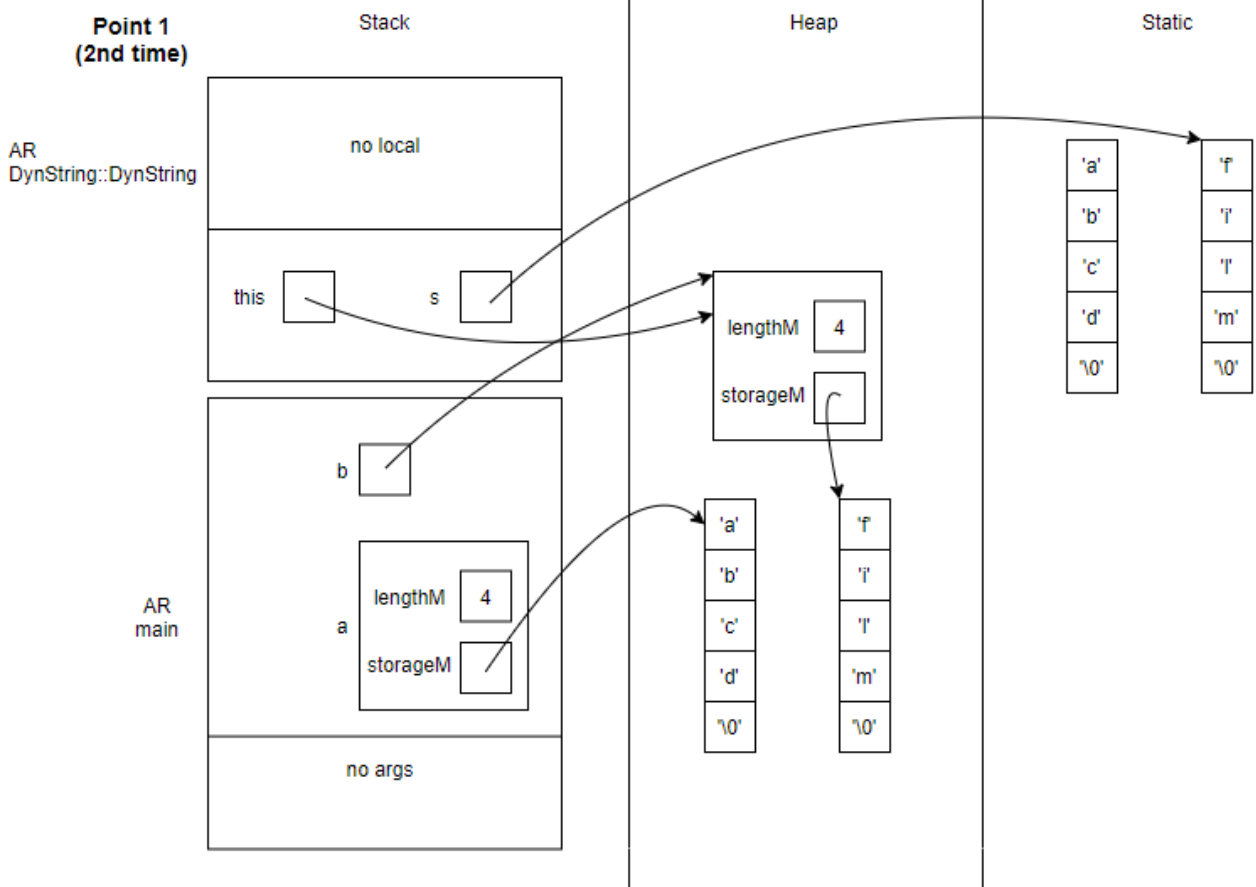 Point 1
(2nd time)
Stack
Heap
Static
AR
DynString::DynString
no local
this
s
'a'
'b'
'c'
'd'
'\0'
'f'
'i'
'l'
'm'
'\0'
lengthM
4
storageM
b
AR
main
a
lengthM
4
storageM
'a'
'b'
'c'
'd'
'\0'
'f'
'i'
'l'
'm'
'\0'
no args